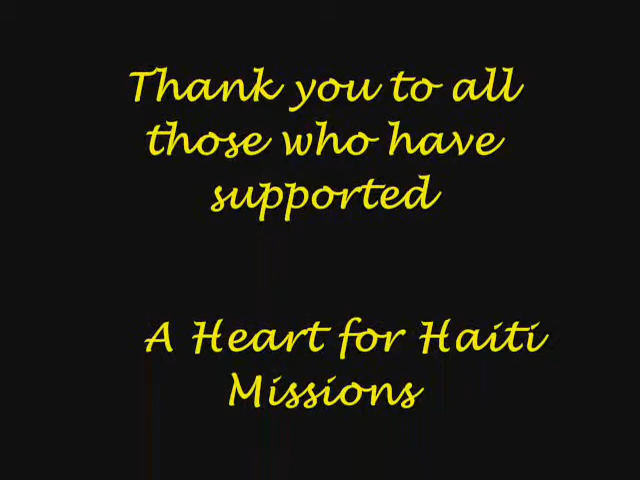 Thank you to all
those who have
supported
A Heart for Haiti
Missions